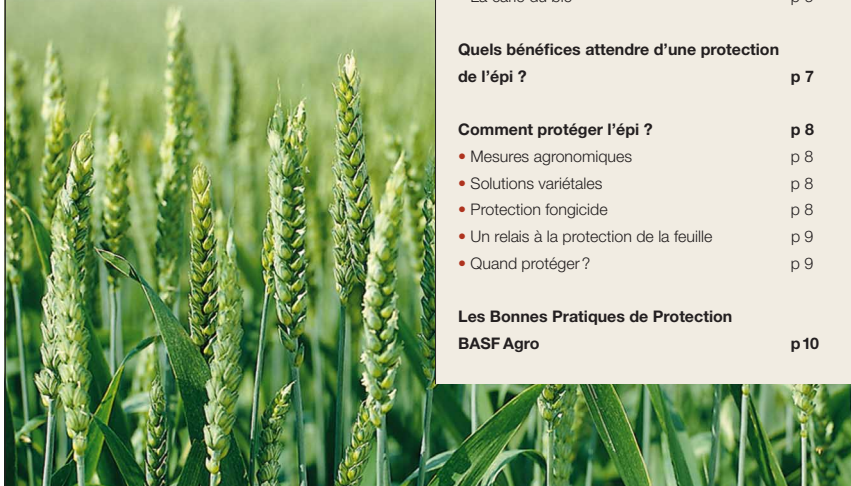 Quels bénéfices attendre d’une protection
de l’épi ? p 7
Comment protéger l’épi ? p 8
• Mesures agronomiques p 8
• Solutions variétales p 8
• Protection fongicide p 8
• Un relais à la protection de la feuille p 9
• Quand protéger ? p 9
Les Bonnes Pratiques de Protection
BASF Agro p 10